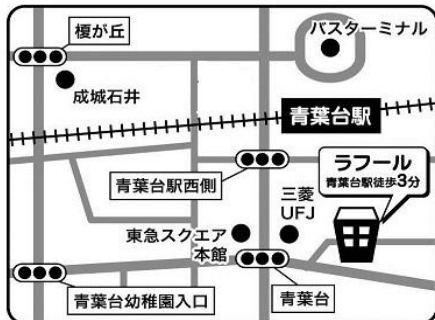 榎が丘
バスターミナル
成城石井
青葉台駅
ラフール
青葉台駅徒歩3分
青葉台駅西側
三菱
UFJ
東急スクエア
本館
青葉台幼稚園入口
青葉台